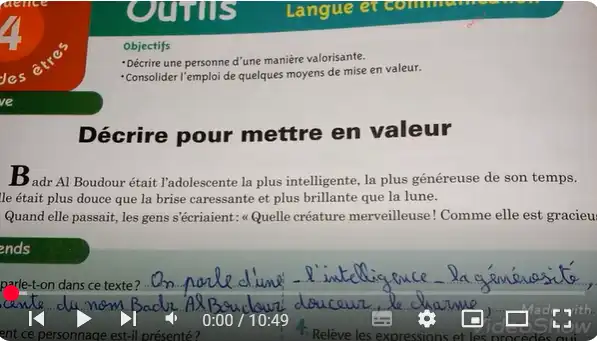 4
Outils
Langue et
des êtres
Objectifs
•Décrire une personne d'une manière valorisante.
•Consolider l'emploi de quelques moyens de mise en valeur.
Décrire pour mettre en valeur
Badr Al Boudour était l'adolescente la plus intelligente, la plus généreuse de son temps.
lle était plus douce que la brise caressante et plus brillante que la lune.
Quand elle passait, les gens s'écriaient : « Quelle créature merveilleuse ! Comme elle est gracieu
ends
parle-t-on dans ce texte ? On parle d'une - l'intelligence - la générosité,
du nom Badr Al Boudour douceur, le charme
ent ce personnage est-il présenté ?
4 Relève les expressions et les procédés qui
0:00 / 10:49
Made with
VideoShow